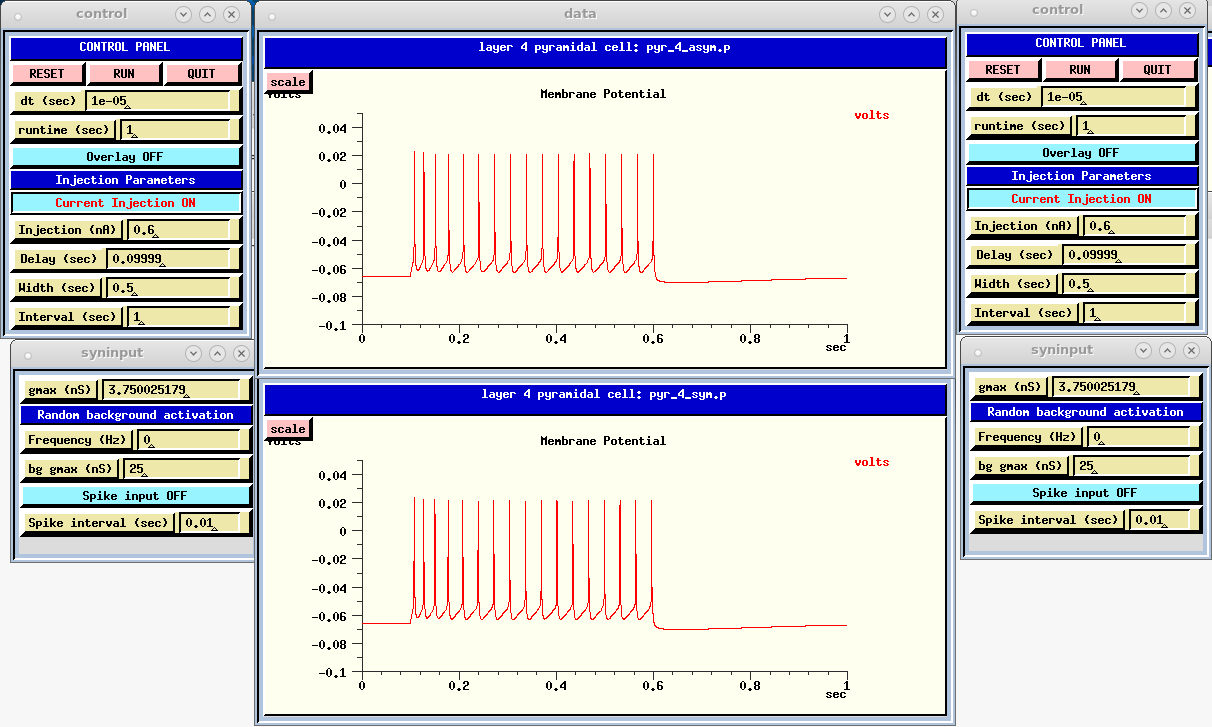 control
CONTROL PANEL
RESET RUN QUIT
dt (sec) 1e-05
runtime (sec) 1
Overlay OFF
Injection Parameters
Current Injection ON
Injection (nA) 0.6
Delay (sec) 0.09999
Width (sec) 0.5
Interval (sec) 1
syninput
gmax (nS) 3.750025179
Random background activation
Frequency (Hz) 0
bg gmax (nS) 25
Spike input OFF
Spike interval (sec) 0.01
data
layer 4 pyramidal cell: pyr_4_asym.p
scale
volts
Membrane Potential
volts
0.04
0.02
0
-0.02
-0.04
-0.06
-0.08
-0.1
0 0.2 0.4 0.6 0.8 1
sec
layer 4 pyramidal cell: pyr_4_sym.p
scale
volts
Membrane Potential
volts
0.04
0.02
0
-0.02
-0.04
-0.06
-0.08
-0.1
0 0.2 0.4 0.6 0.8 1
sec
control
CONTROL PANEL
RESET RUN QUIT
dt (sec) 1e-05
runtime (sec) 1
Overlay OFF
Injection Parameters
Current Injection ON
Injection (nA) 0.6
Delay (sec) 0.09999
Width (sec) 0.5
Interval (sec) 1
syninput
gmax (nS) 3.750025179
Random background activation
Frequency (Hz) 0
bg gmax (nS) 25
Spike input OFF
Spike interval (sec) 0.01